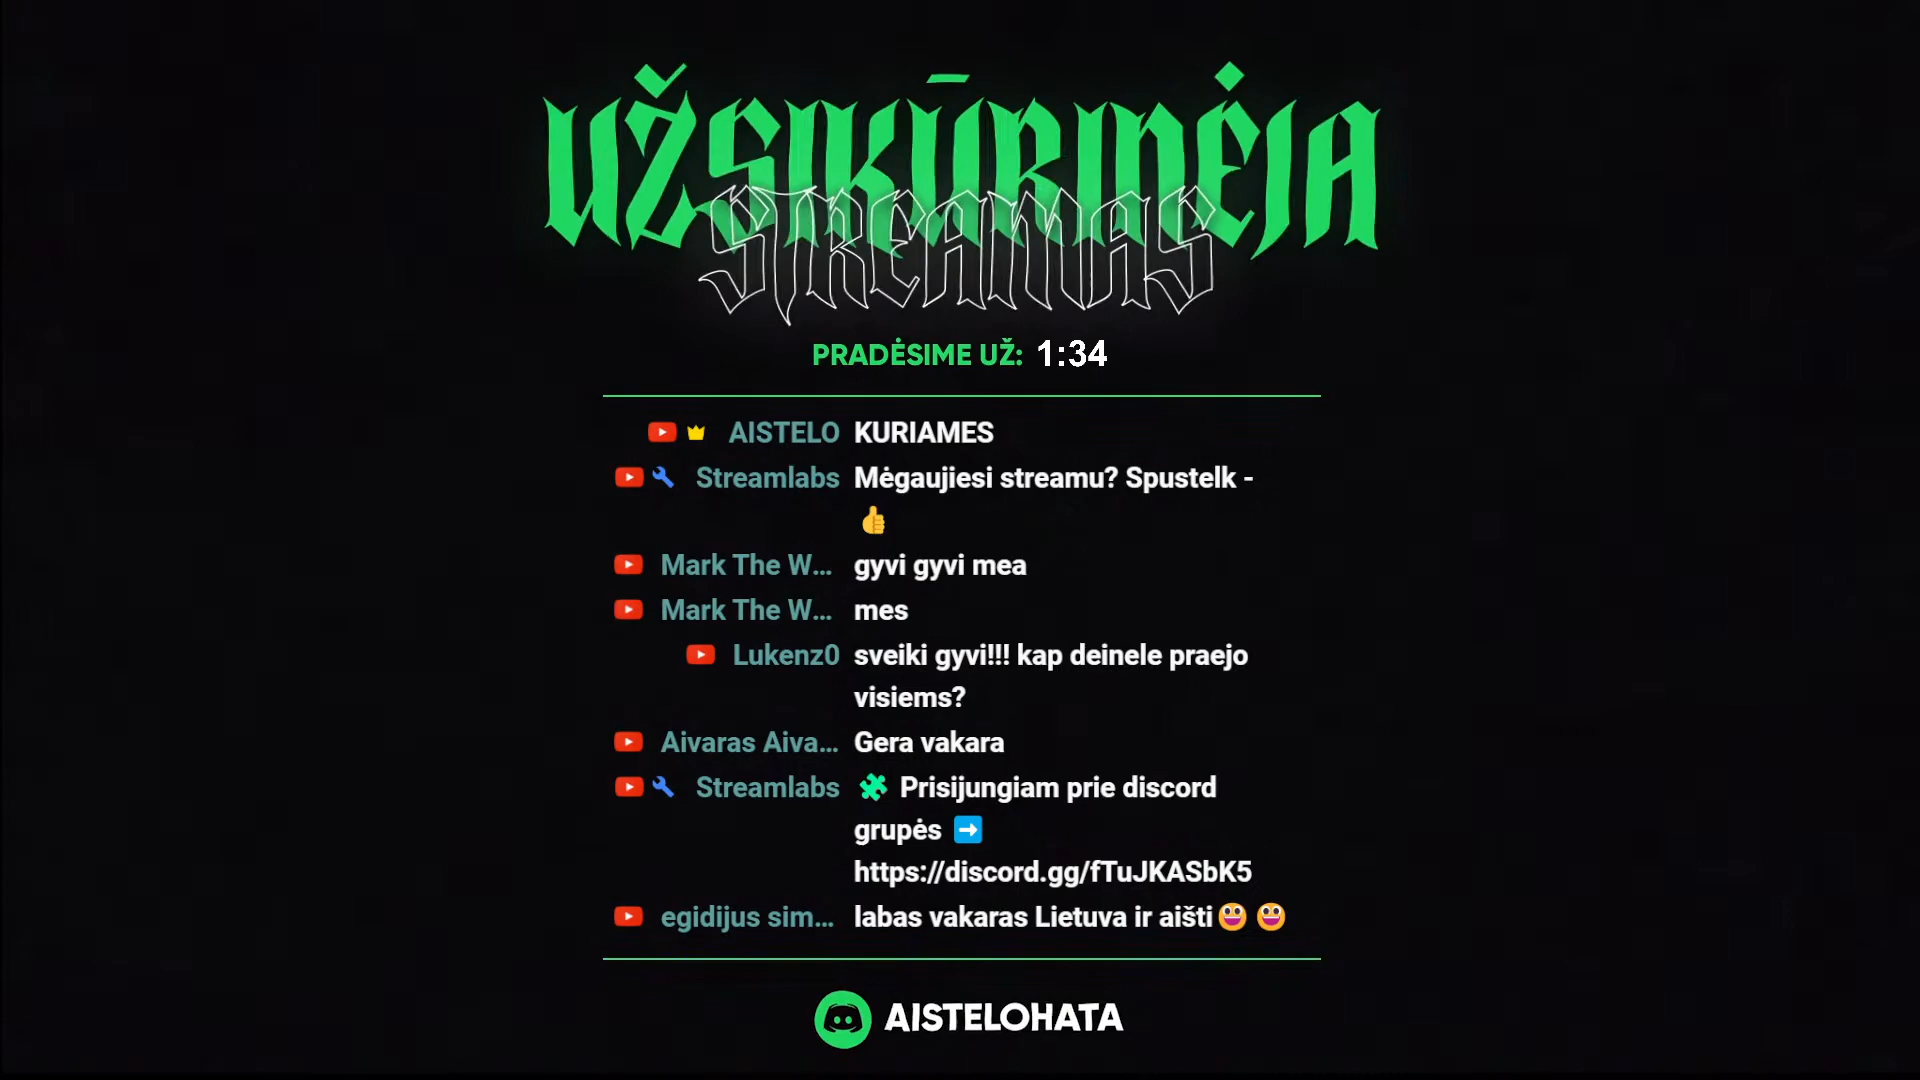 UŽSIKŪRINĖJA
STREAMAS
PRADĖSIME UŽ: 1:34
AISTELO KURIAMES
Streamlabs Mėgaujiesi streamu? Spustelk -
👍
Mark The W... gyvi gyvi mea
Mark The W... mes
Lukenz0 sveiki gyvi!!! kap deinele praejo
visiems?
Aivaras Aiva... Gera vakara
Streamlabs 🧩 Prisijungiam prie discord
grupės ➡️
https://discord.gg/fTuJKASbK5
egidijus sim... labas vakaras Lietuva ir aišti😃 😃
AISTELOHATA